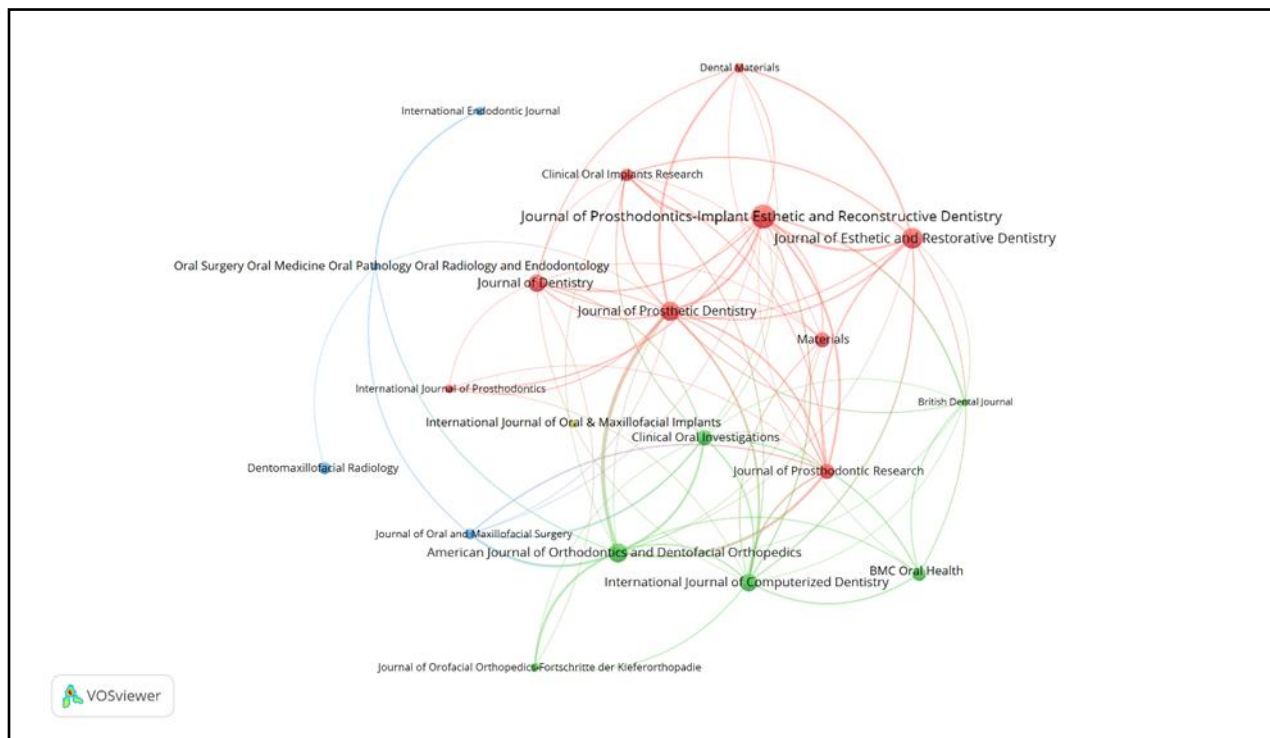 Dental Materials
International Endodontic Journal
Clinical Oral Implants Research
Journal of Prosthodontics-Implant Esthetic and Reconstructive Dentistry
Journal of Esthetic and Restorative Dentistry
Oral Surgery Oral Medicine Oral Pathology Oral Radiology and Endodontology
Journal of Dentistry
Journal of Prosthetic Dentistry
Materials
International Journal of Prosthodontics
British Dental Journal
International Journal of Oral & Maxillofacial Implants
Clinical Oral Investigations
Dentomaxillofacial Radiology
Journal of Prosthodontic Research
Journal of Oral and Maxillofacial Surgery
American Journal of Orthodontics and Dentofacial Orthopedics
BMC Oral Health
International Journal of Computerized Dentistry
Journal of Orofacial Orthopedics-Fortschritte der Kieferorthopadie
VOSviewer